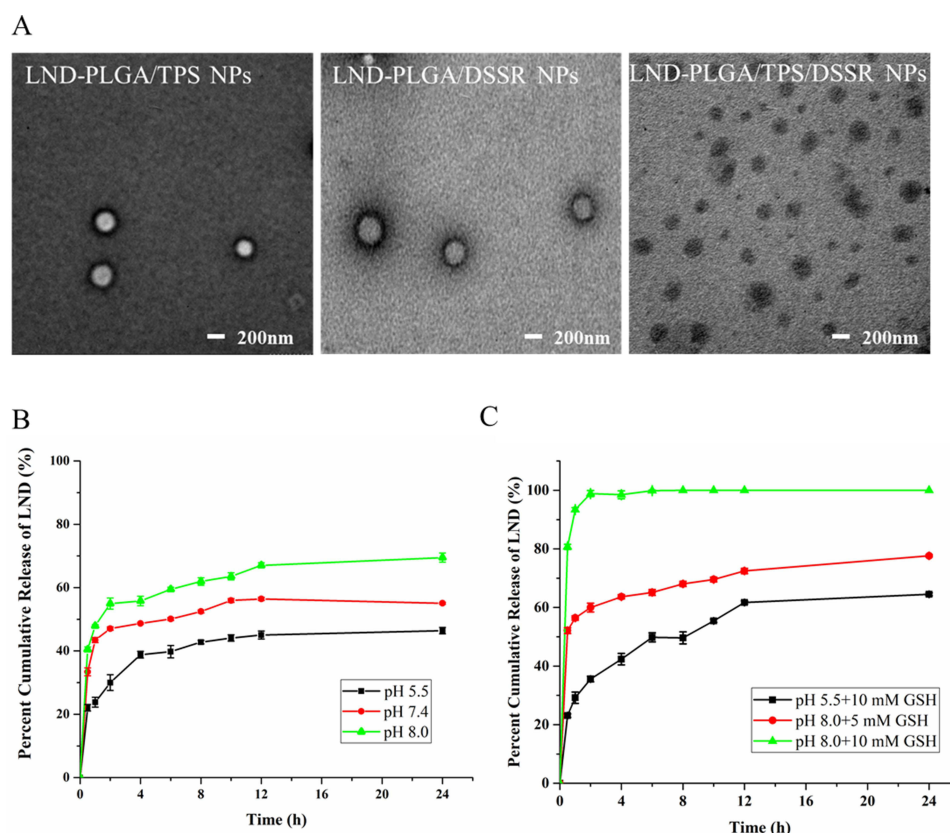 A
LND-PLGA/TPS NPs
LND-PLGA/DSSR NPs
LND-PLGA/TPS/DSSR NPs
200nm
200nm
200nm
B
Percent Cumulative Release of LND (%)
100
80
60
40
20
0
pH 5.5
pH 7.4
pH 8.0
0 4 8 12 16 20 24
Time (h)
C
Percent Cumulative Release of LND (%)
100
80
60
40
20
0
pH 5.5+10 mM GSH
pH 8.0+5 mM GSH
pH 8.0+10 mM GSH
0 4 8 12 16 20 24
Time (h)